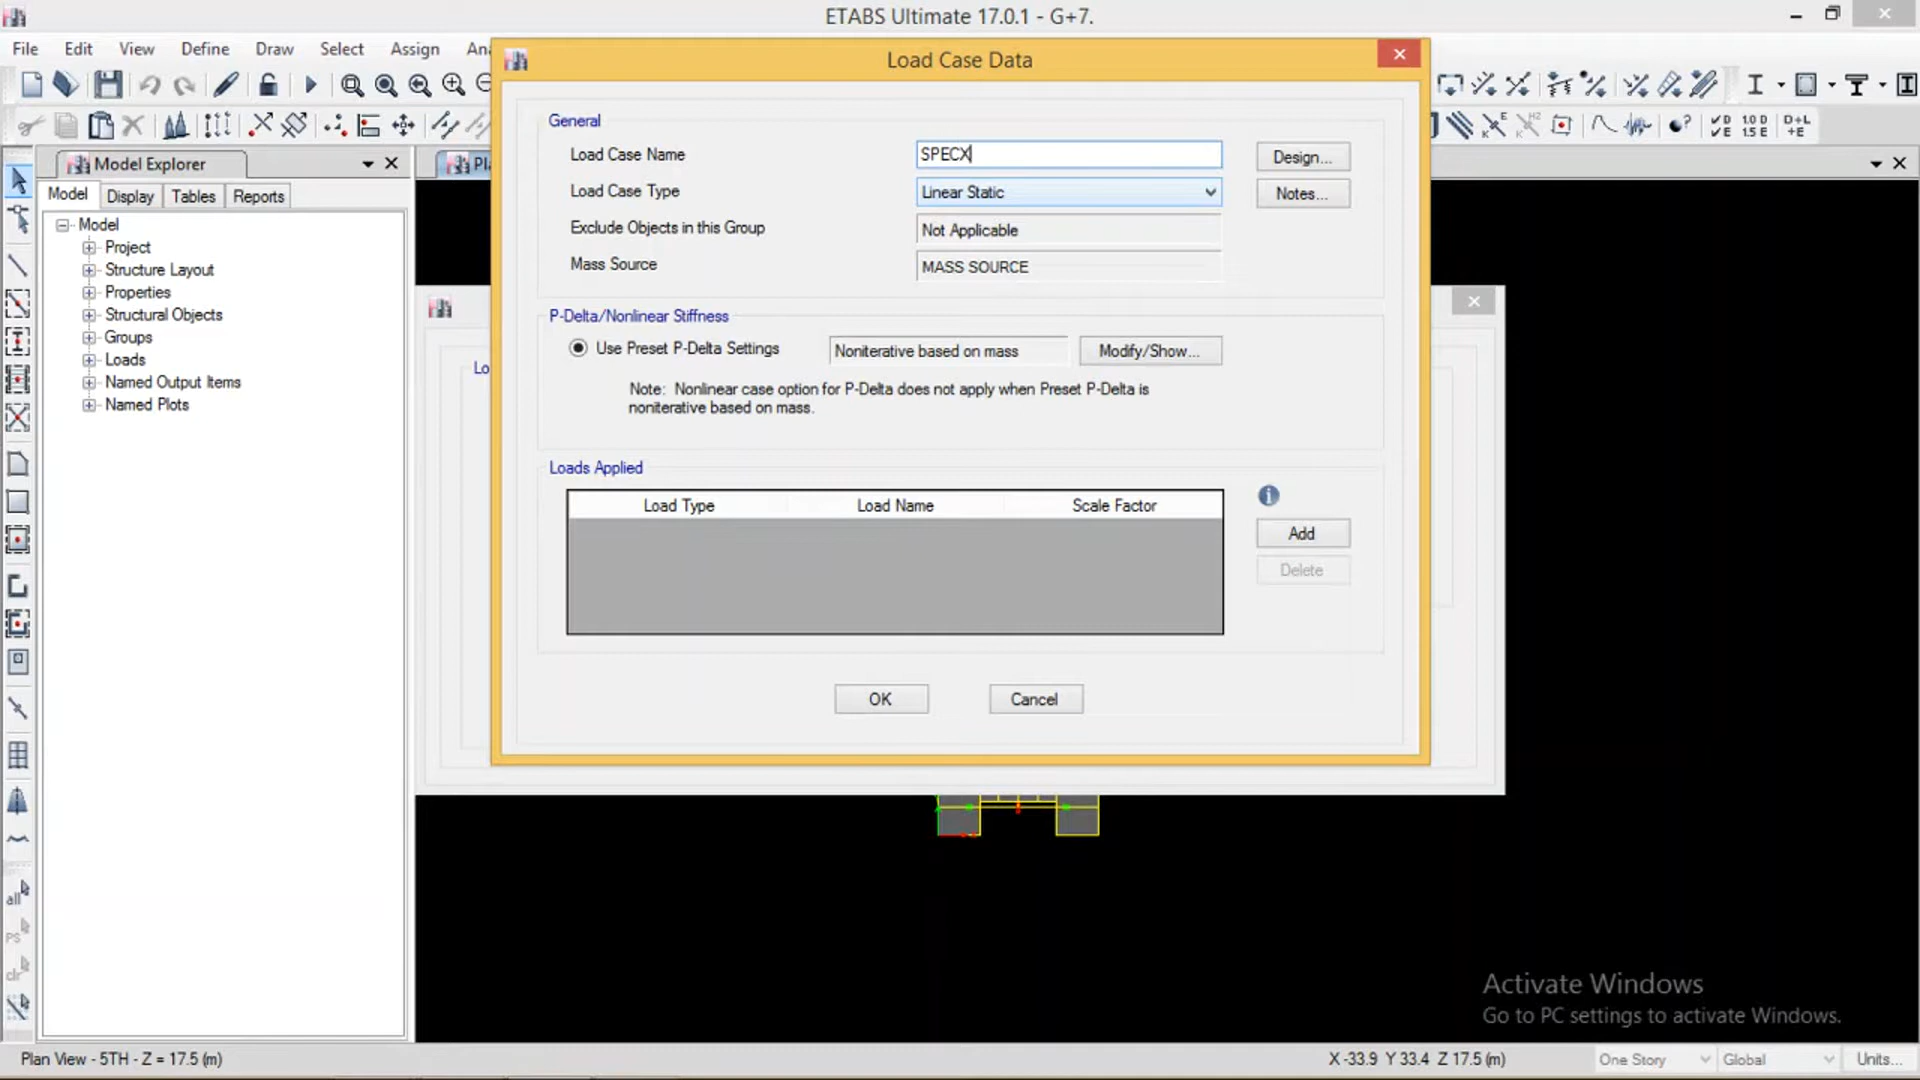 ETABS Ultimate 17.0.1 - G+7.
File Edit View Define Draw Select Assign
Load Case Data
Model Explorer
Model Display Tables Reports
Model
Project
Structure Layout
Properties
Structural Objects
Groups
Loads
Named Output Items
Named Plots
General
Load Case Name SPECX Design...
Load Case Type Linear Static Notes...
Exclude Objects in this Group Not Applicable
Mass Source MASS SOURCE
P-Delta/Nonlinear Stiffness
Use Preset P-Delta Settings Noniterative based on mass Modify/Show...
Note: Nonlinear case option for P-Delta does not apply when Preset P-Delta is
noniterative based on mass.
Loads Applied
Load Type Load Name Scale Factor
Add
Delete
OK Cancel
all
PS
clr
Activate Windows
Go to PC settings to activate Windows.
Plan View - 5TH - Z = 17.5 (m) X -33.9 Y 33.4 Z 17.5 (m) One Story Global Units...